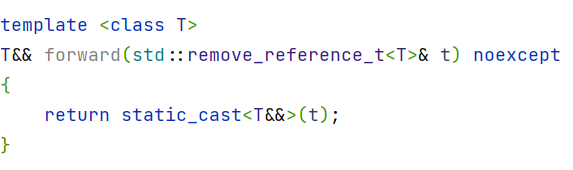 template <class T>
T&& forward(std::remove_reference_t<T>& t) noexcept
{
    return static_cast<T&&>(t);
}